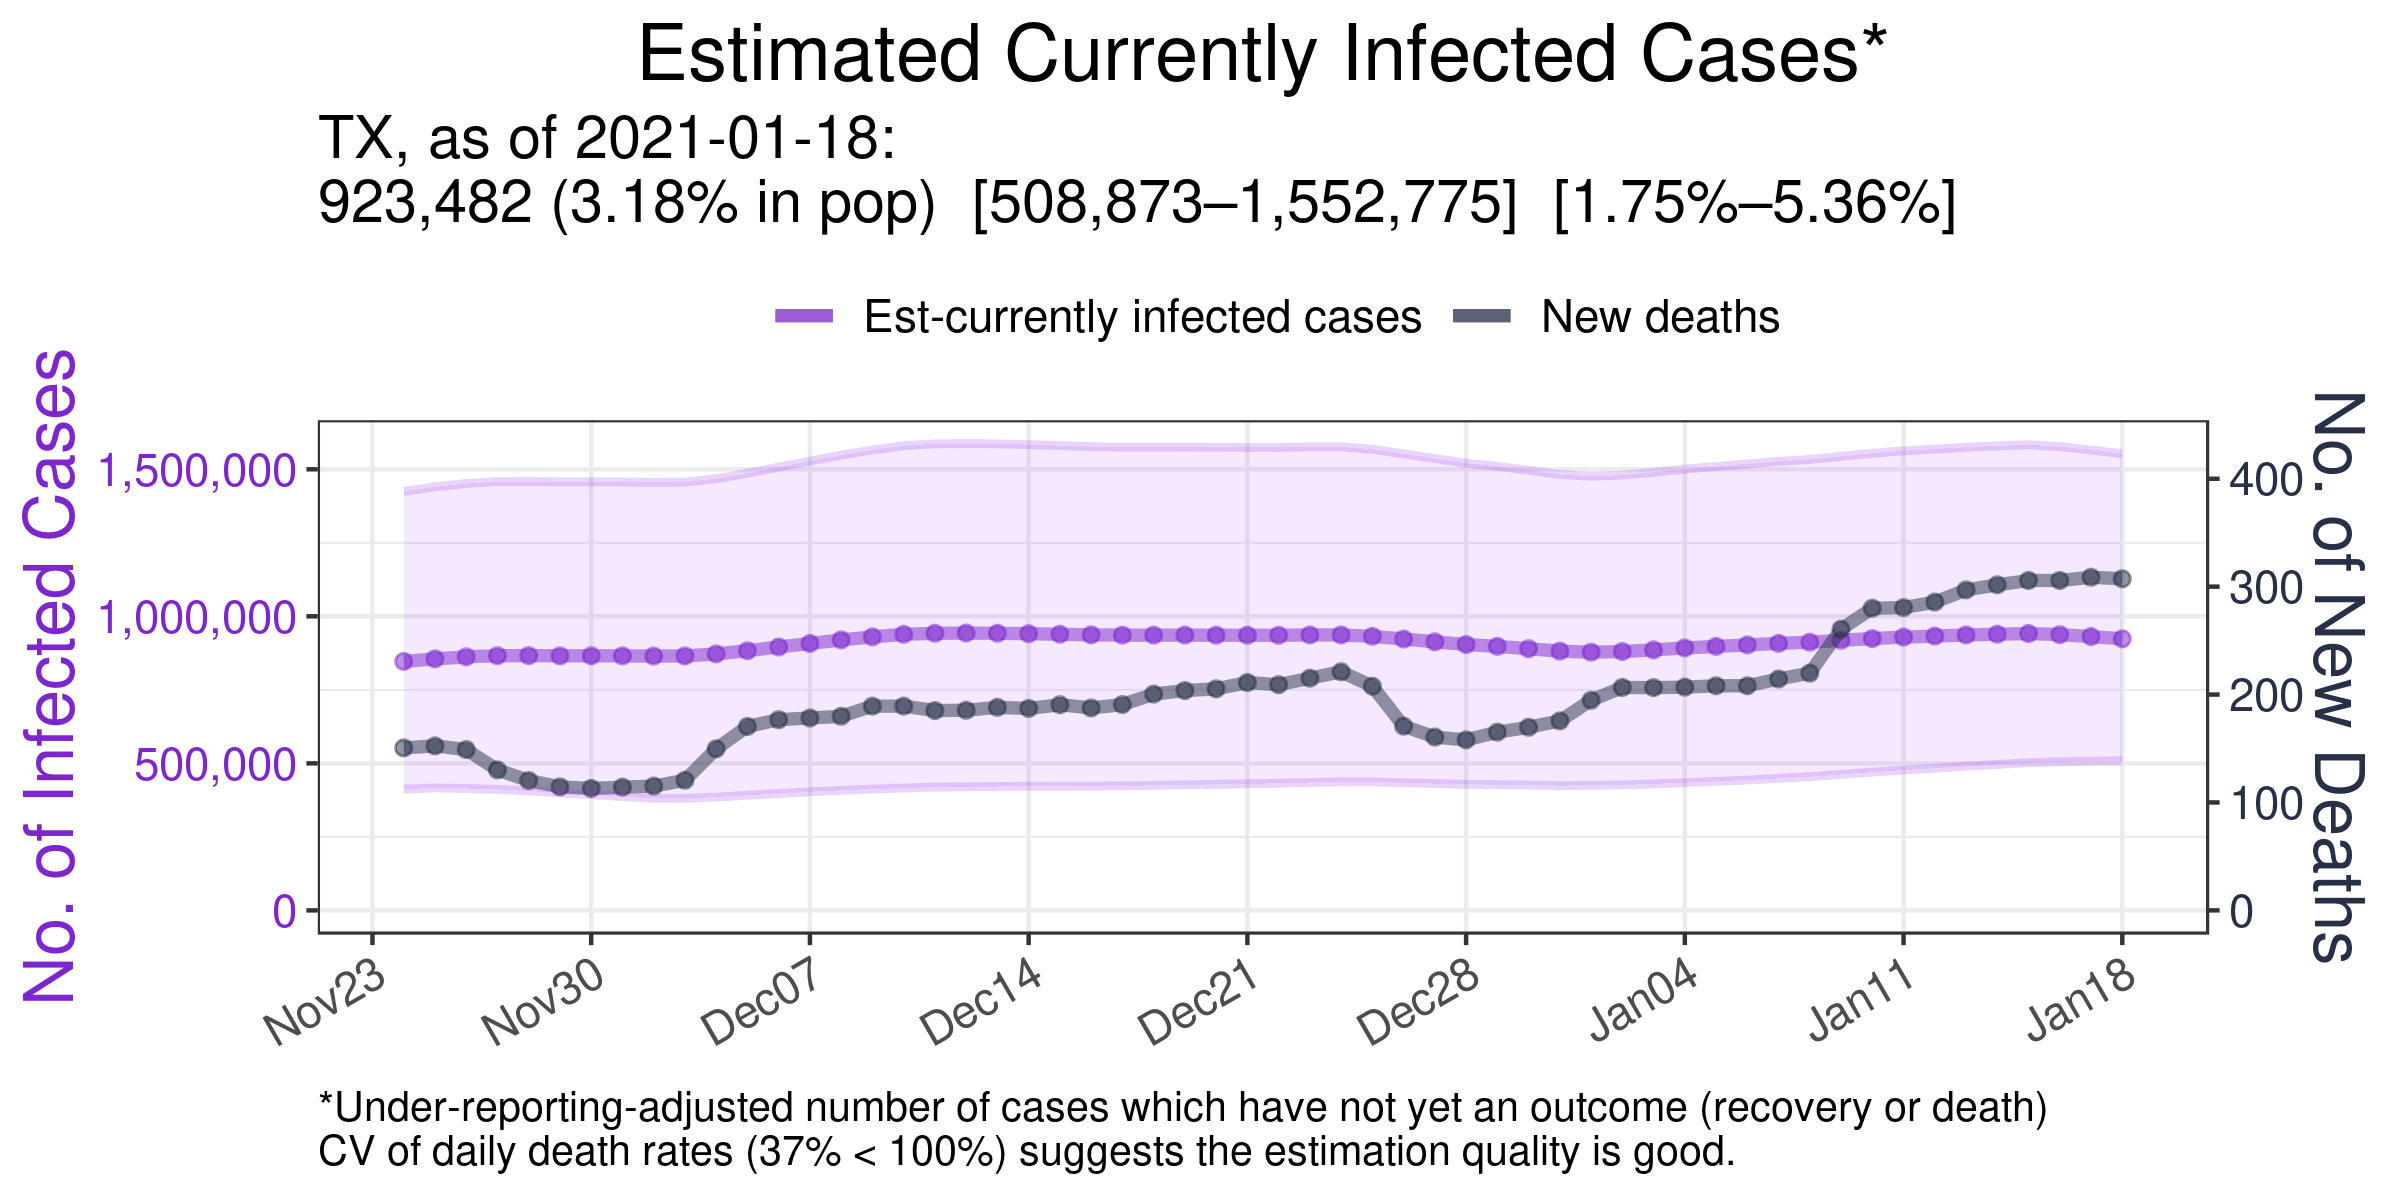 Estimated Currently Infected Cases*
TX, as of 2021-01-18:
923,482 (3.18% in pop)  [508,873–1,552,775]  [1.75%–5.36%]
Est-currently infected cases
New deaths
No. of Infected Cases
1,500,000
1,000,000
500,000
0
No. of New Deaths
400
300
200
100
0
Nov23
Nov30
Dec07
Dec14
Dec21
Dec28
Jan04
Jan11
Jan18
*Under-reporting-adjusted number of cases which have not yet an outcome (recovery or death)
CV of daily death rates (37% < 100%) suggests the estimation quality is good.